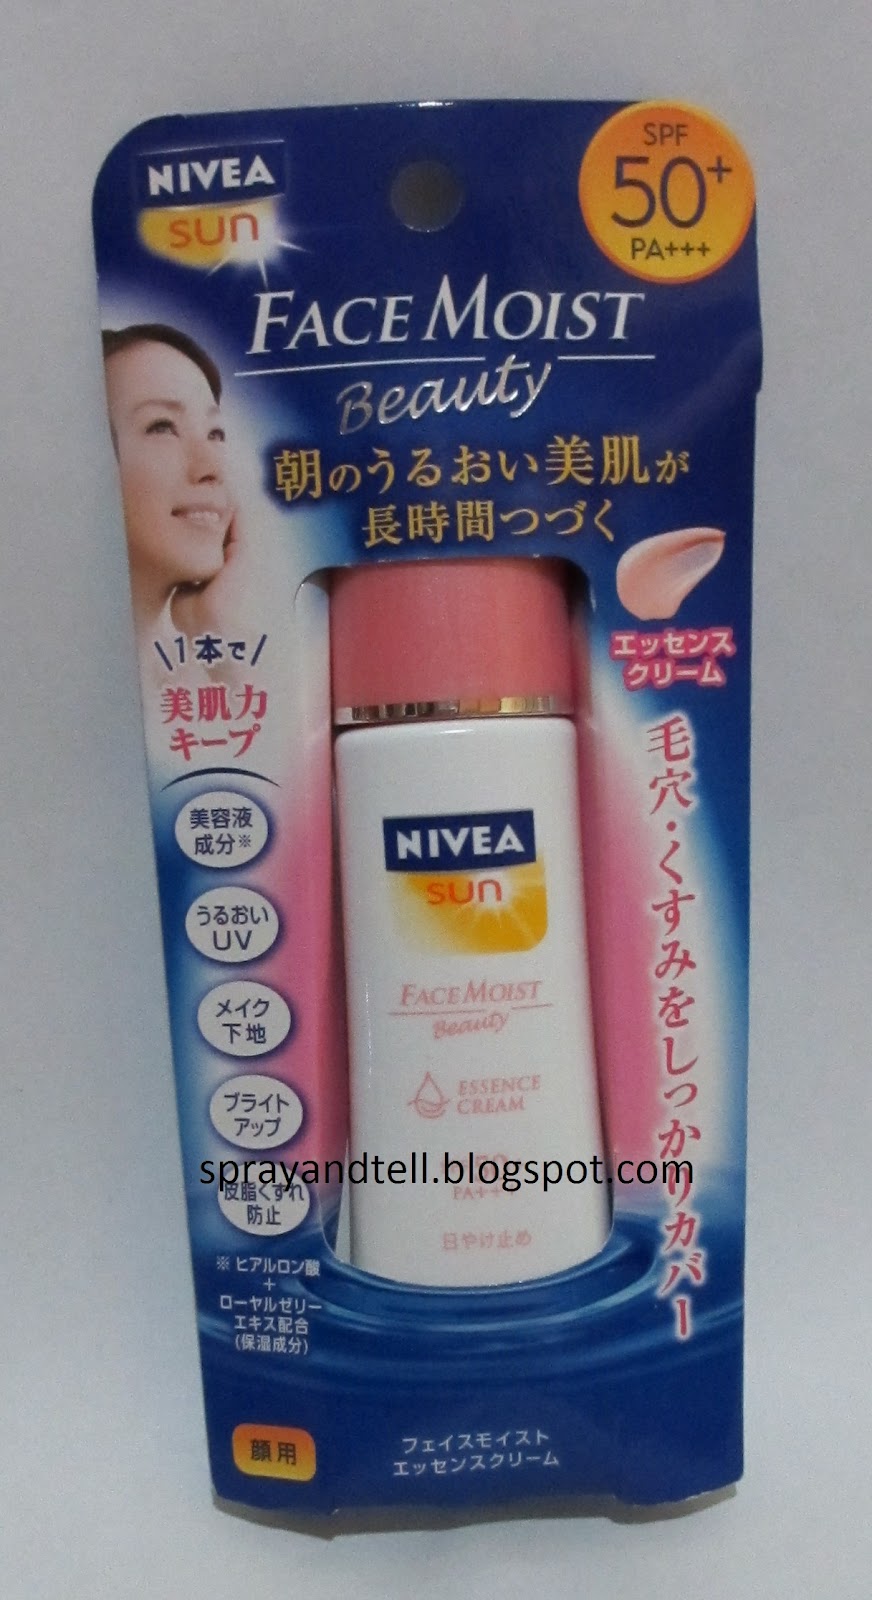 NIVEA
sun
SPF
50+
PA+++
FACE MOIST
Beauty
朝のうるおい美肌が
長時間つづく
エッセンス
クリーム
\1本で/
美肌力
キープ
美容液
成分※
うるおい
UV
メイク
下地
ブライト
アップ
皮脂くずれ
防止
※ ヒアルロン酸
+
ローヤルゼリー
エキス配合
(保湿成分)
毛穴・くすみをしっかりカバー
NIVEA
sun
FACE MOIST
Beauty
ESSENCE
CREAM
日やけ止め
sprayandtell.blogspot.com
顔用
フェイスモイスト
エッセンスクリーム